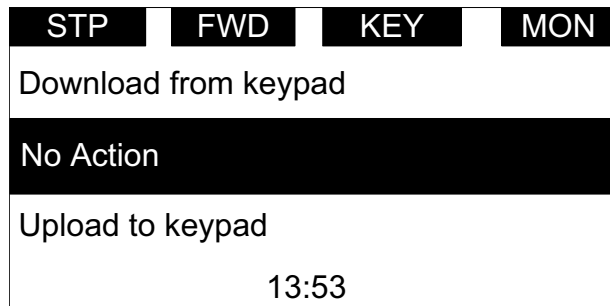 STP FWD KEY MON
Download from keypad
No Action
Upload to keypad
13:53